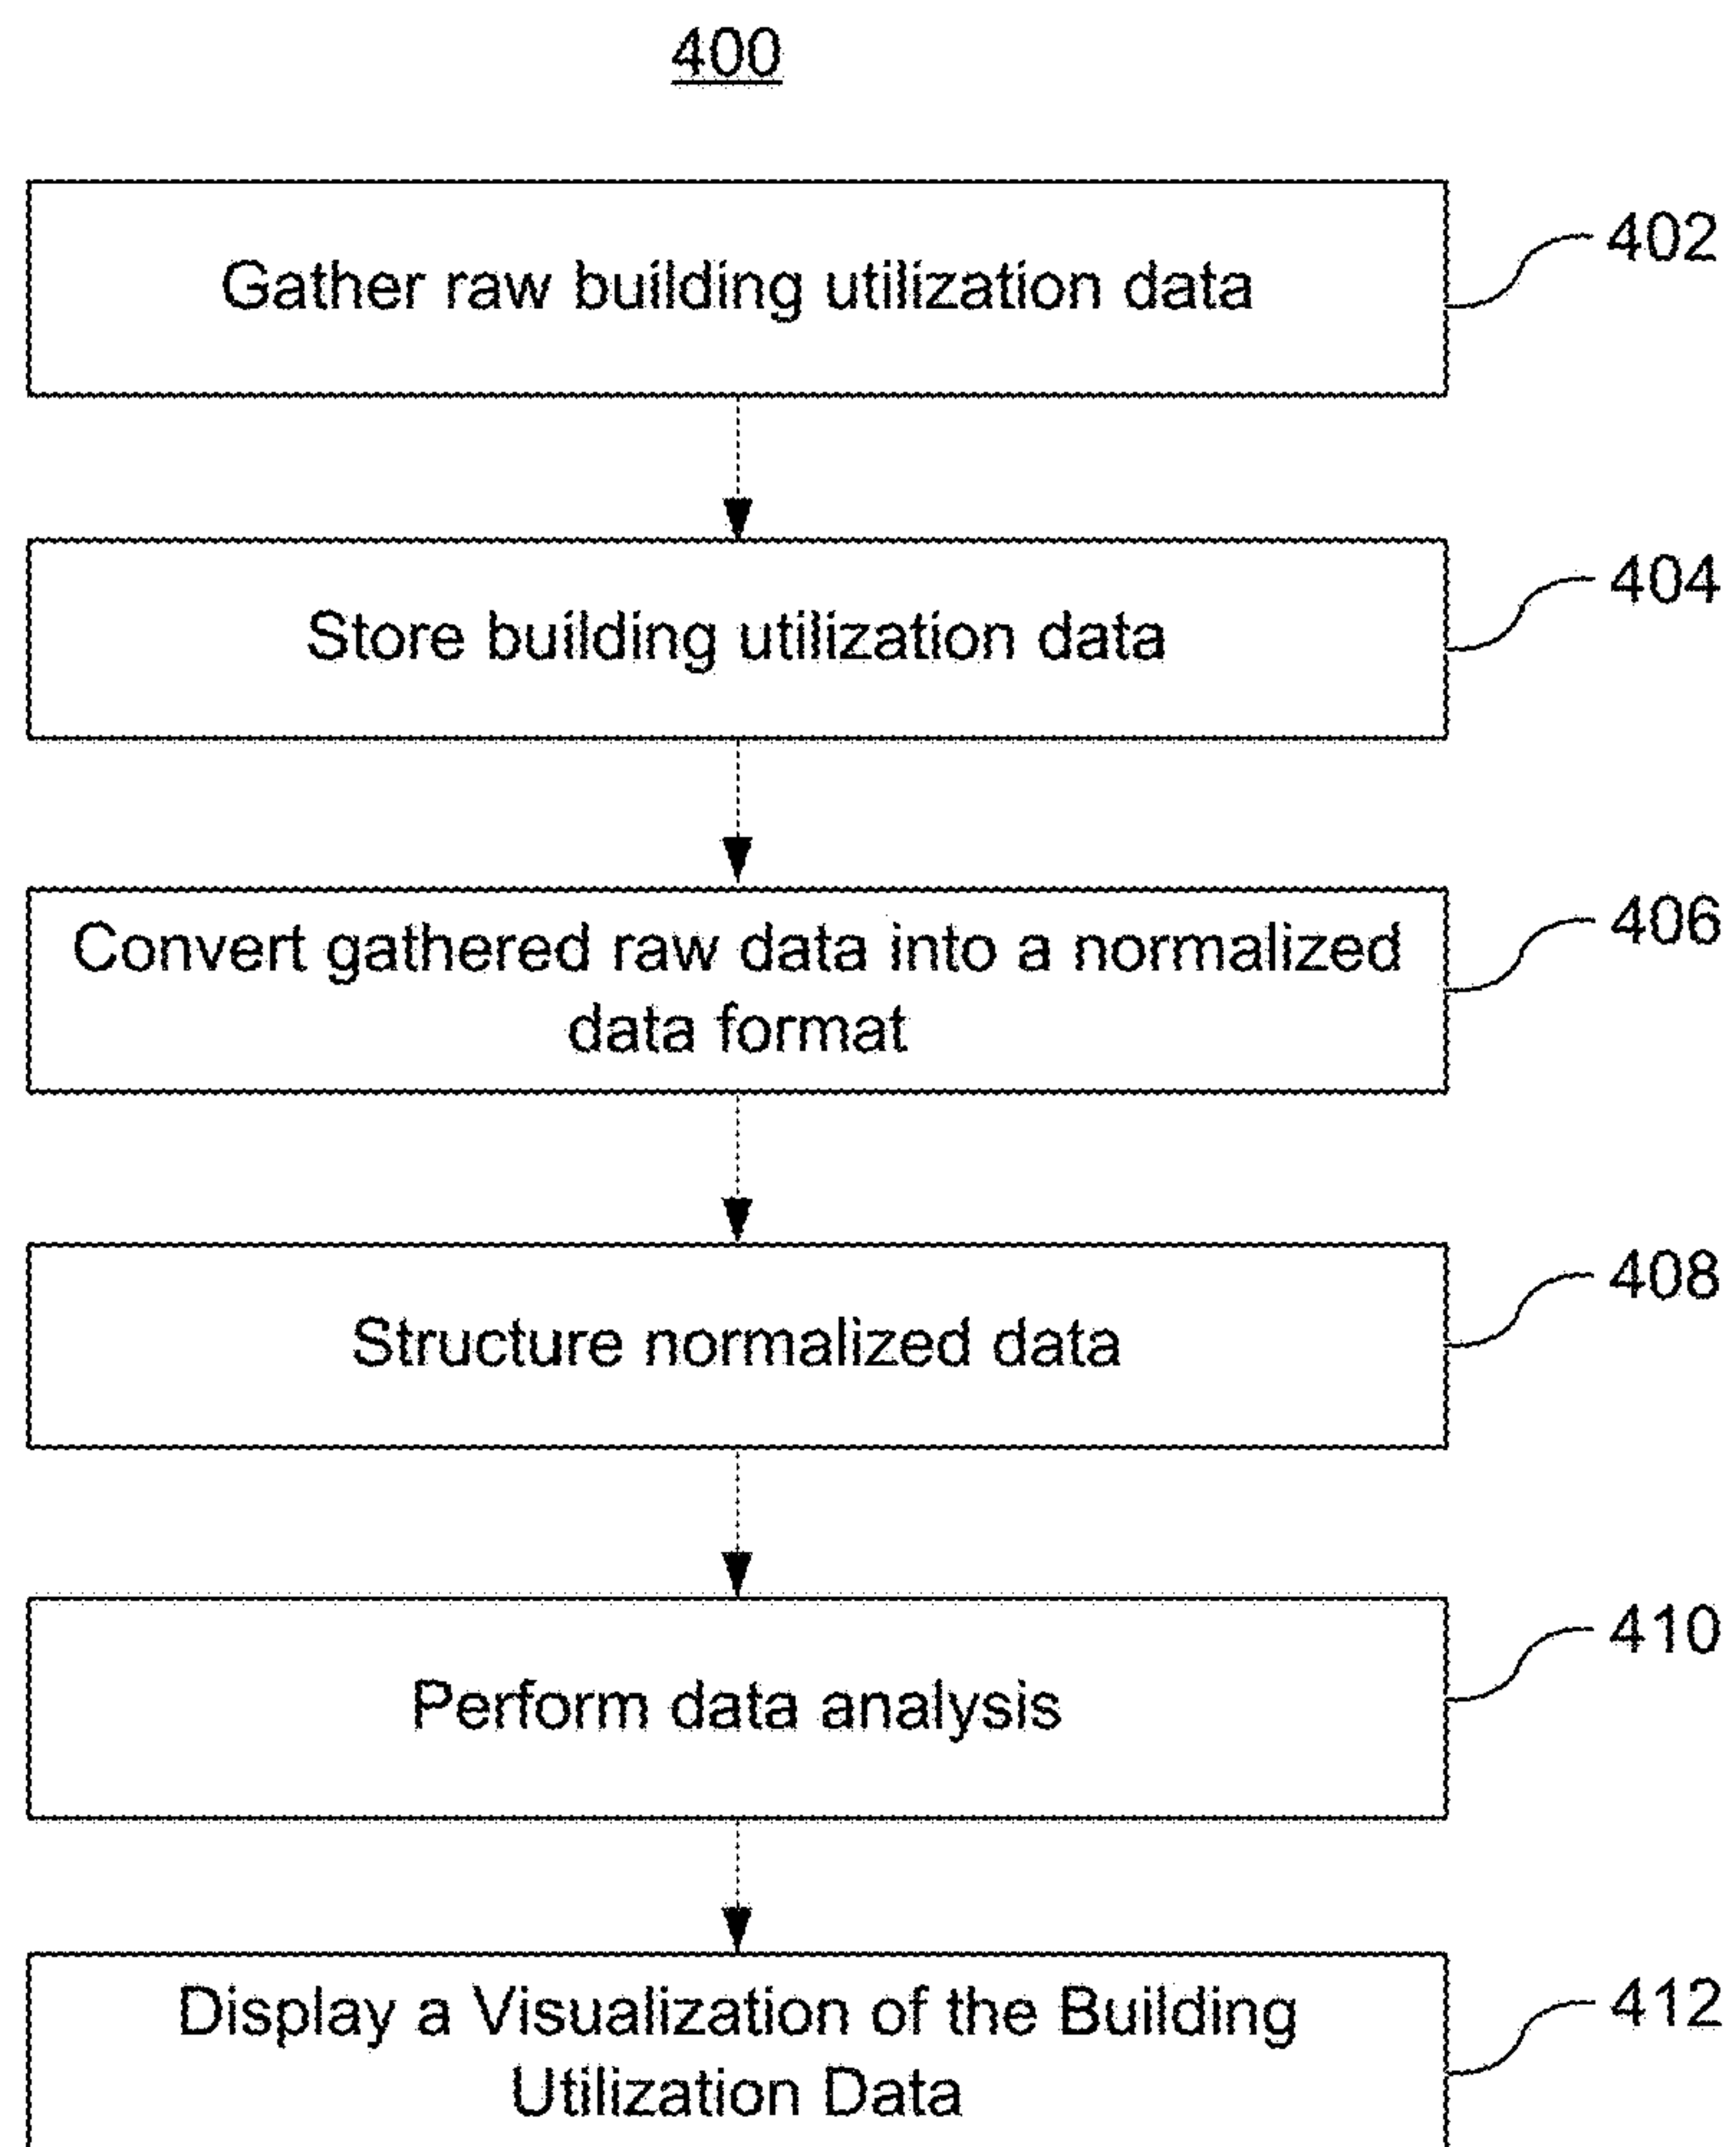 400
Gather raw building utilization data
402
Store building utilization data
404
Convert gathered raw data into a normalized
data format
406
Structure normalized data
408
Perform data analysis
410
Display a Visualization of the Building
Utilization Data
412